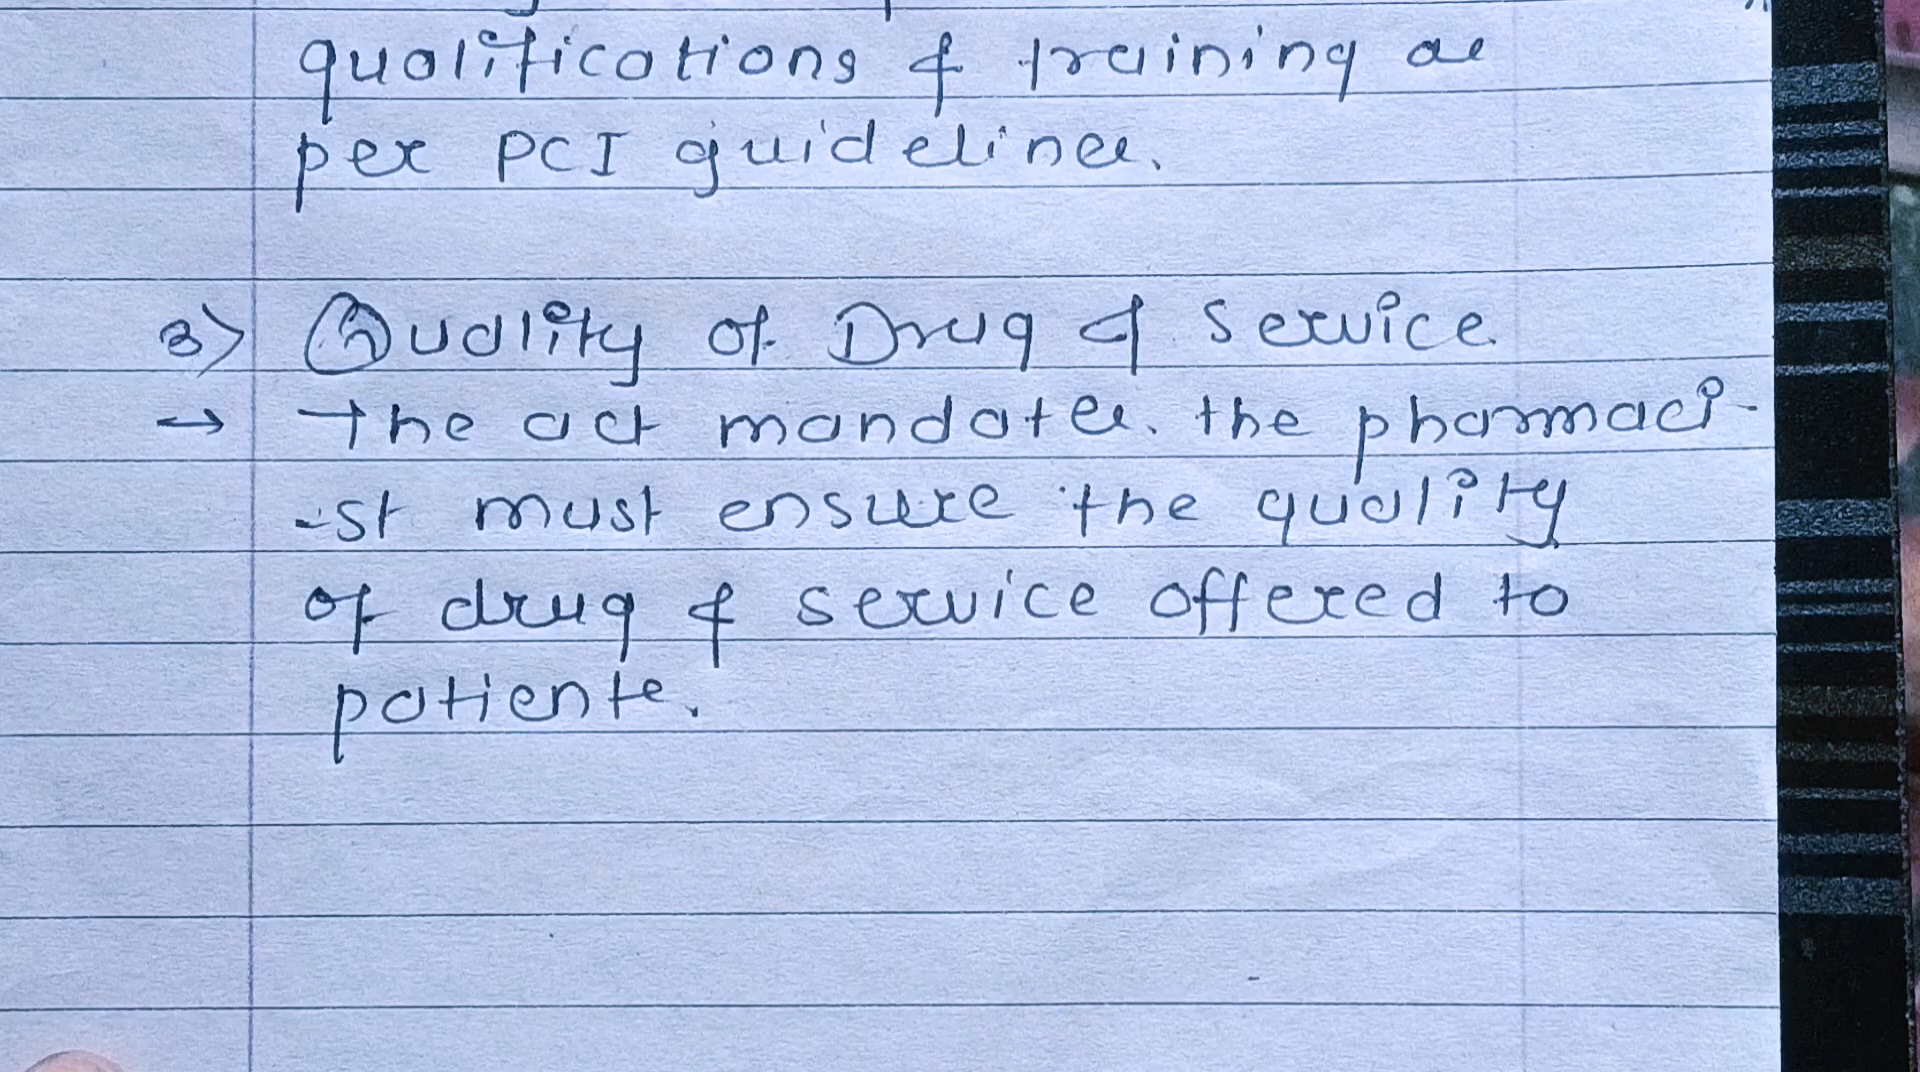 qualifications & training as
per PCI guidelines.
3) Quality of Drug & Service
→ The act mandates. the pharmaci-
-st must ensure the quality
of drug & service offered to
patients.